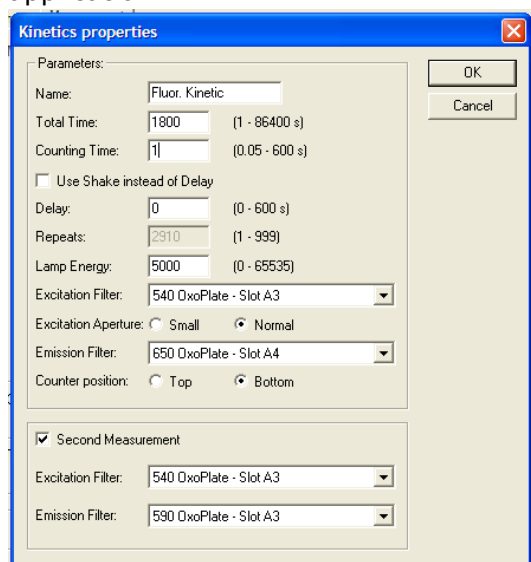 Kinetics properties
Parameters:
OK
Name: Fluor. Kinetic
Cancel
Total Time: 1800 (1 - 86400 s)
Counting Time: 1 (0.05 - 600 s)
Use Shake instead of Delay
Delay: 0 (0 - 600 s)
Repeats: 2910 (1 - 999)
Lamp Energy: 5000 (0 - 65535)
Excitation Filter: 540 OxoPlate - Slot A3
Excitation Aperture: Small Normal
Emission Filter: 650 OxoPlate - Slot A4
Counter position: Top Bottom
Second Measurement
Excitation Filter: 540 OxoPlate - Slot A3
Emission Filter: 590 OxoPlate - Slot A3